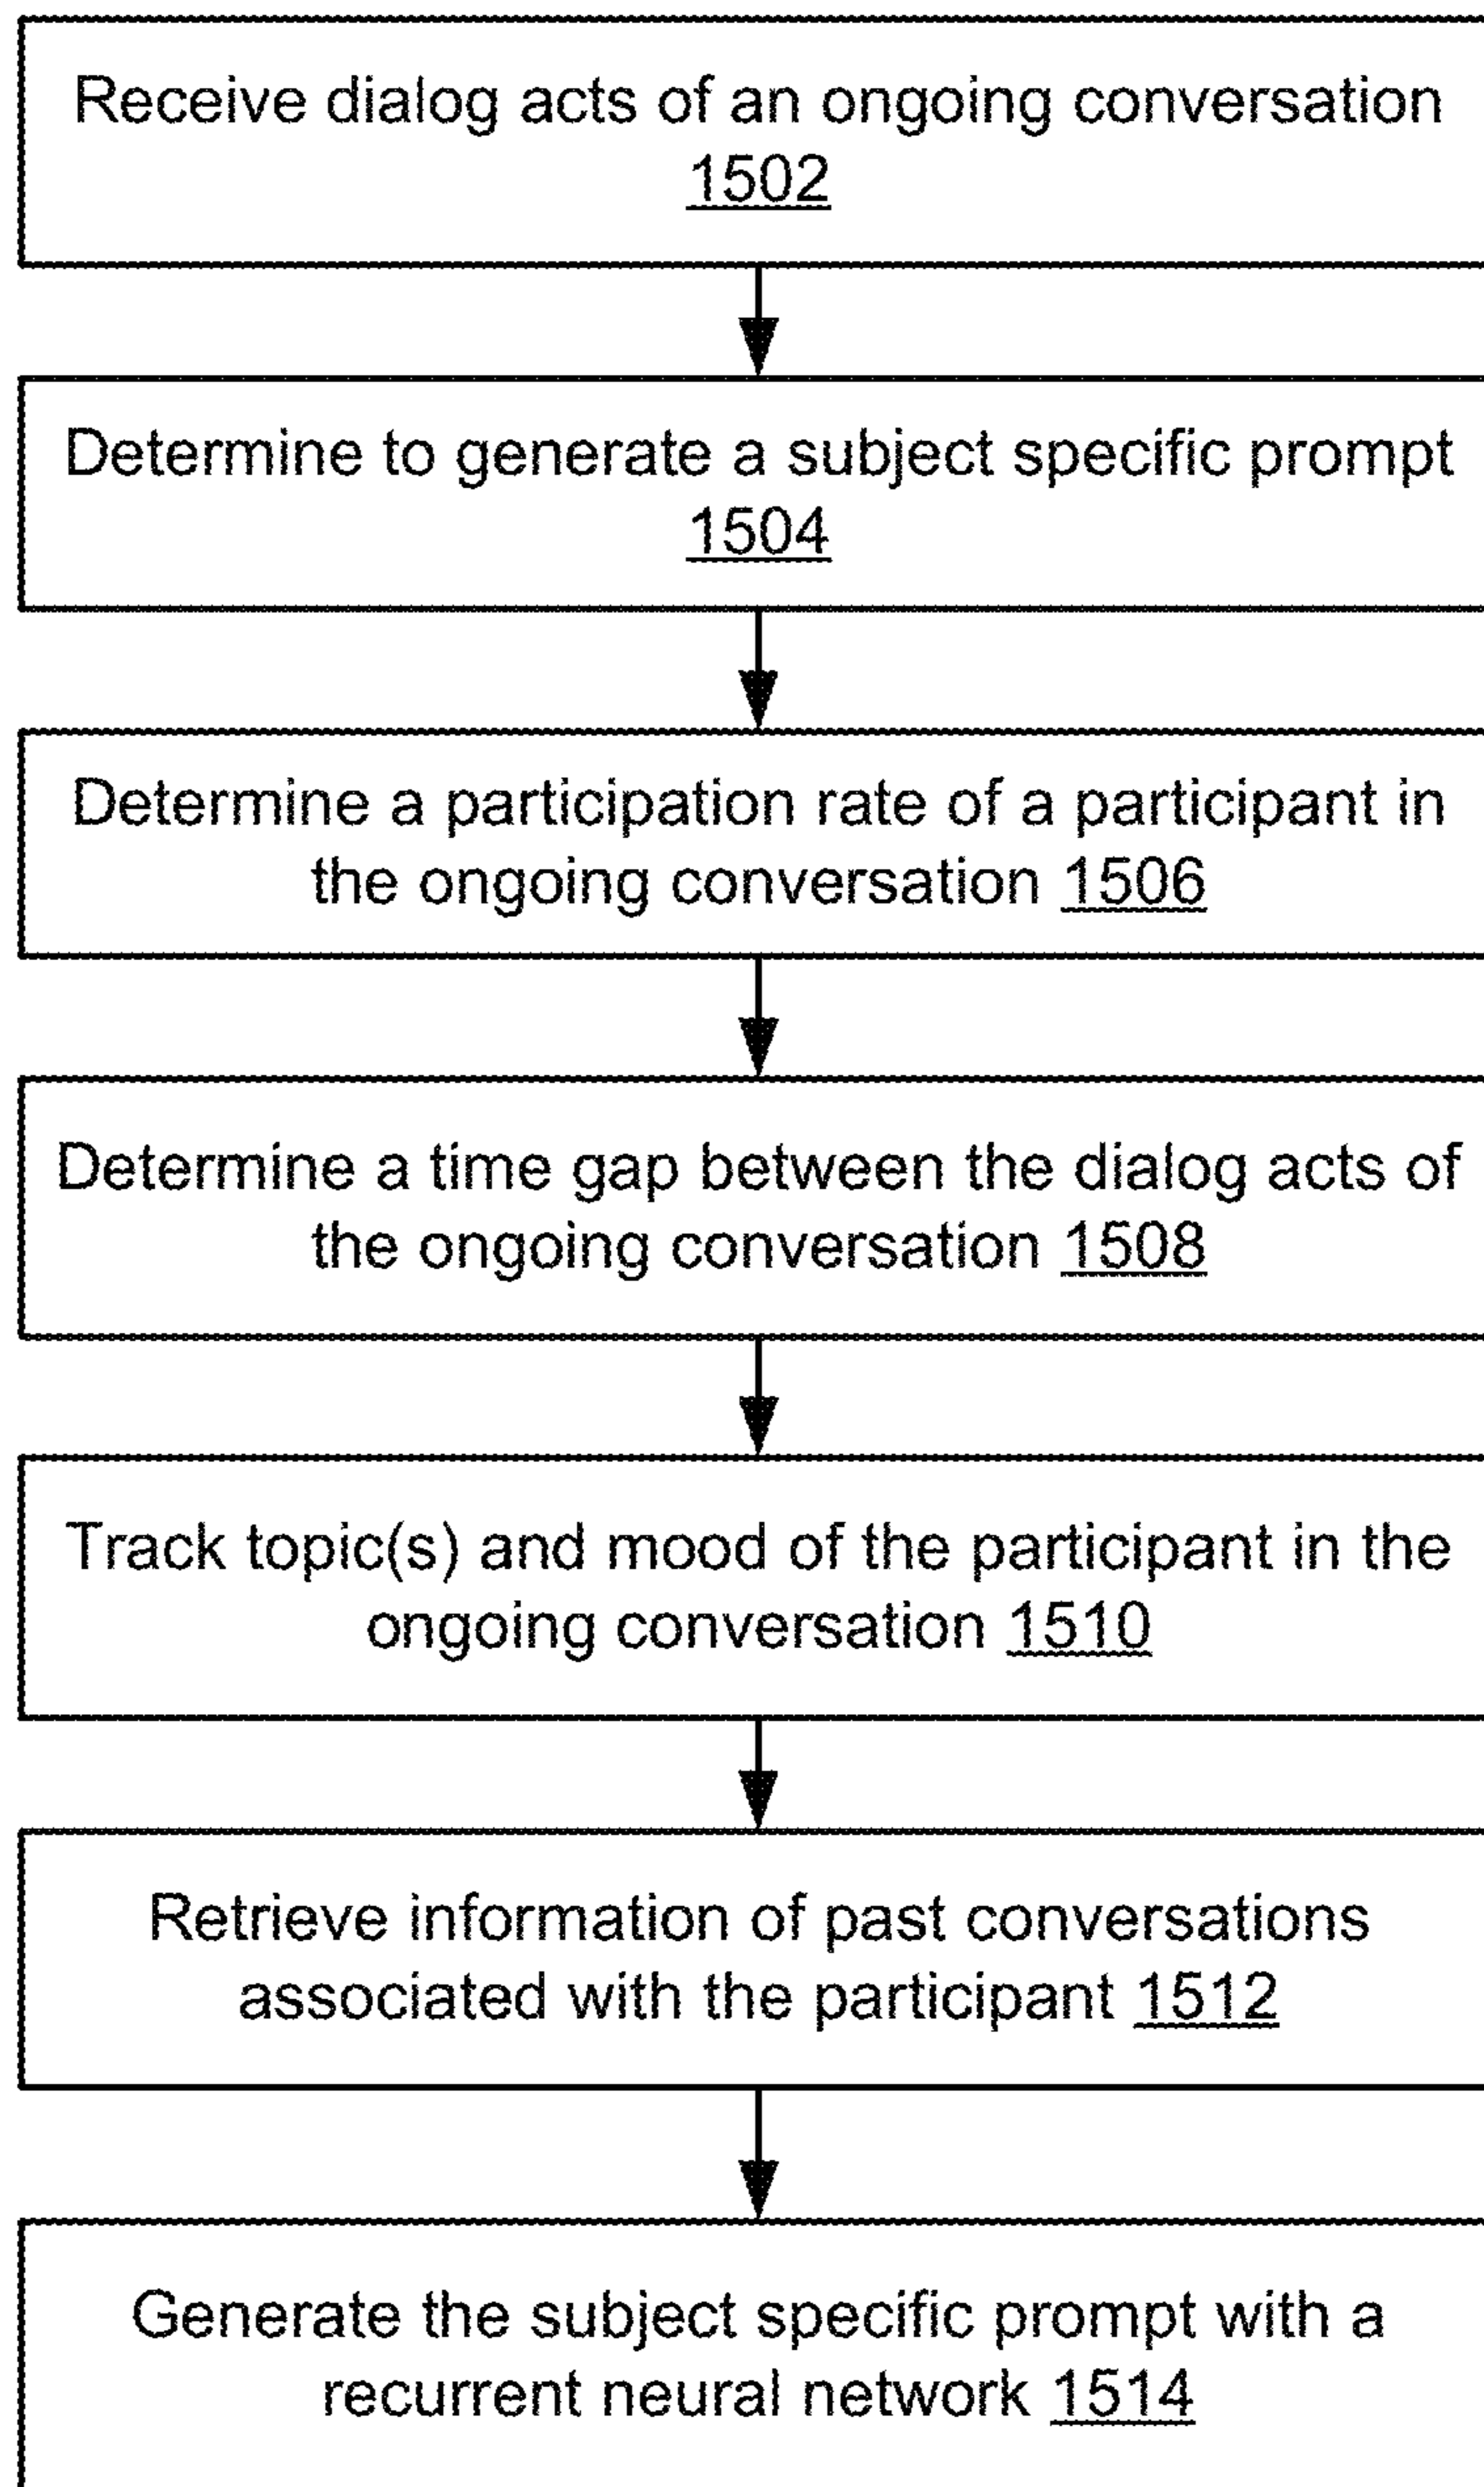 Receive dialog acts of an ongoing conversation
1502
Determine to generate a subject specific prompt
1504
Determine a participation rate of a participant in
the ongoing conversation 1506
Determine a time gap between the dialog acts of
the ongoing conversation 1508
Track topic(s) and mood of the participant in the
ongoing conversation 1510
Retrieve information of past conversations
associated with the participant 1512
Generate the subject specific prompt with a
recurrent neural network 1514